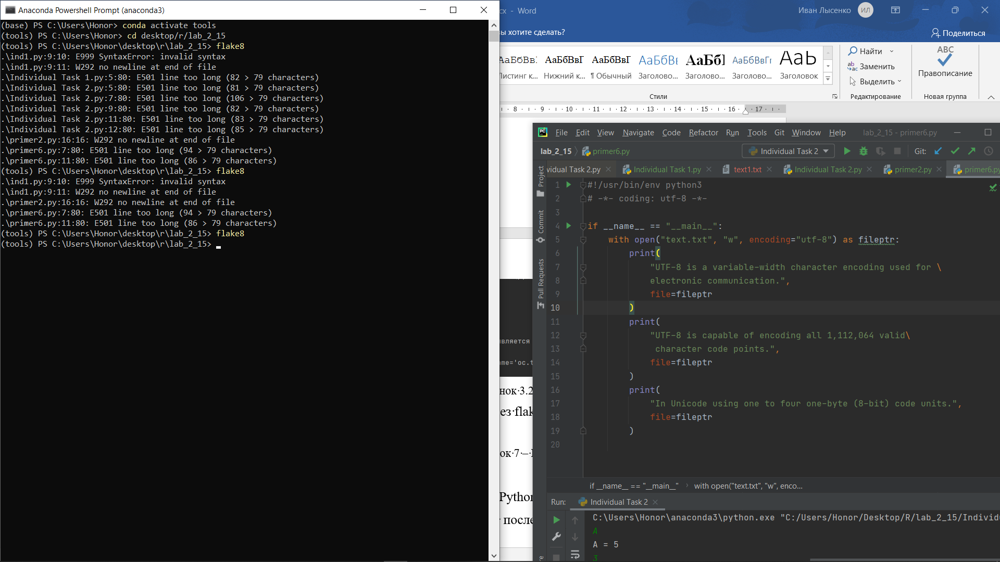 Anaconda Powershell Prompt (anaconda3)
(base) PS C:\Users\Honor> conda activate tools
(tools) PS C:\Users\Honor> cd desktop/r/lab_2_15
(tools) PS C:\Users\Honor\desktop\r\lab_2_15> flake8
.\ind1.py:9:10: E999 SyntaxError: invalid syntax
.\ind1.py:9:11: W292 no newline at end of file
.\Individual Task 1.py:5:80: E501 line too long (82 > 79 characters)
.\Individual Task 2.py:5:80: E501 line too long (81 > 79 characters)
.\Individual Task 2.py:7:80: E501 line too long (106 > 79 characters)
.\Individual Task 2.py:9:80: E501 line too long (82 > 79 characters)
.\Individual Task 2.py:11:80: E501 line too long (83 > 79 characters)
.\Individual Task 2.py:12:80: E501 line too long (85 > 79 characters)
.\primer2.py:16:16: W292 no newline at end of file
.\primer6.py:7:80: E501 line too long (94 > 79 characters)
.\primer6.py:11:80: E501 line too long (86 > 79 characters)
(tools) PS C:\Users\Honor\desktop\r\lab_2_15> flake8
.\ind1.py:9:10: E999 SyntaxError: invalid syntax
.\ind1.py:9:11: W292 no newline at end of file
.\primer2.py:16:16: W292 no newline at end of file
.\primer6.py:7:80: E501 line too long (94 > 79 characters)
.\primer6.py:11:80: E501 line too long (86 > 79 characters)
(tools) PS C:\Users\Honor\desktop\r\lab_2_15> flake8
(tools) PS C:\Users\Honor\desktop\r\lab_2_15>
сх - Word
Иван Лысенко ИЛ
вы хотите сделать?
Поделиться
АаБбВв: АаБбВвГ АаБбВвГ АаБбВı АаБб] АаБбВвГг АаЬ
Листинг к... Нижний к... ¶ Обычный Заголово... Заголово... Заголово... Заголовок
Стили
Найти
Заменить
Выделить
Редактирование
ABC
Правописание
Новая группа
8 9 10 11 12 13 14 15 16 17
является
ame='ос.t
нок·3.2
ез·flak
ок·7·–·
Python
посл
File Edit View Navigate Code Refactor Run Tools Git Window Help lab_2_15 - primer6.py
lab_2_15 primer6.py Individual Task 2 Git:
vidual Task 2.py Individual Task 1.py text1.txt Individual Task 2.py primer2.py primer6.py
Project
Commit
Pull Requests
1 #!/usr/bin/env python3
2 # -*- coding: utf-8 -*-
3
4 if __name__ == "__main__":
5 with open("text.txt", "w", encoding="utf-8") as fileptr:
6 print(
7 "UTF-8 is a variable-width character encoding used for \
8 electronic communication.",
9 file=fileptr
10 )
11 print(
12 "UTF-8 is capable of encoding all 1,112,064 valid\
13 character code points.",
14 file=fileptr
15 )
16 print(
17 "In Unicode using one to four one-byte (8-bit) code units.",
18 file=fileptr
19 )
20
if __name__ == "__main__" › with open("text.txt", "w", enco...
Run: Individual Task 2
C:\Users\Honor\anaconda3\python.exe "C:/Users/Honor/Desktop/R/lab_2_15/Individ
A
A = 5
3